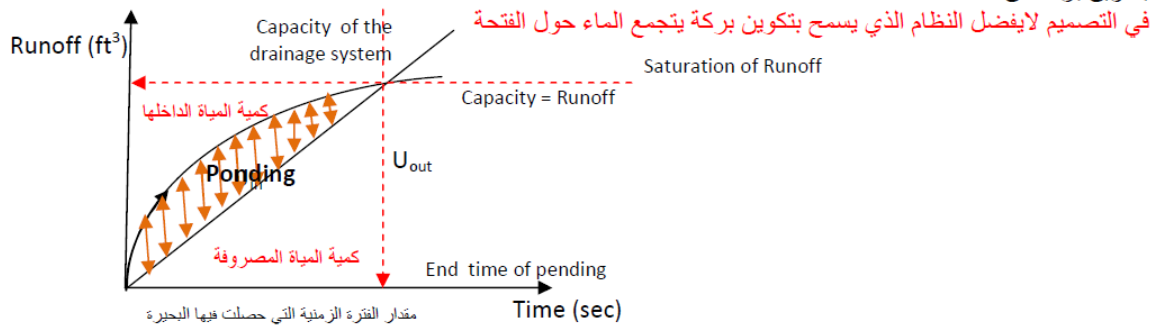 في التصميم لايفضل النظام الذي يسمح بتكوين بركة يتجمع الماء حول الفتحة
Runoff (ft³)
Capacity of the
drainage system
Saturation of Runoff
Capacity = Runoff
كمية المياة الداخلها
Ponding
U_out
كمية المياة المصروفة
End time of pending
Time (sec)
مقدار الفترة الزمنية التي حصلت فيها البحيرة